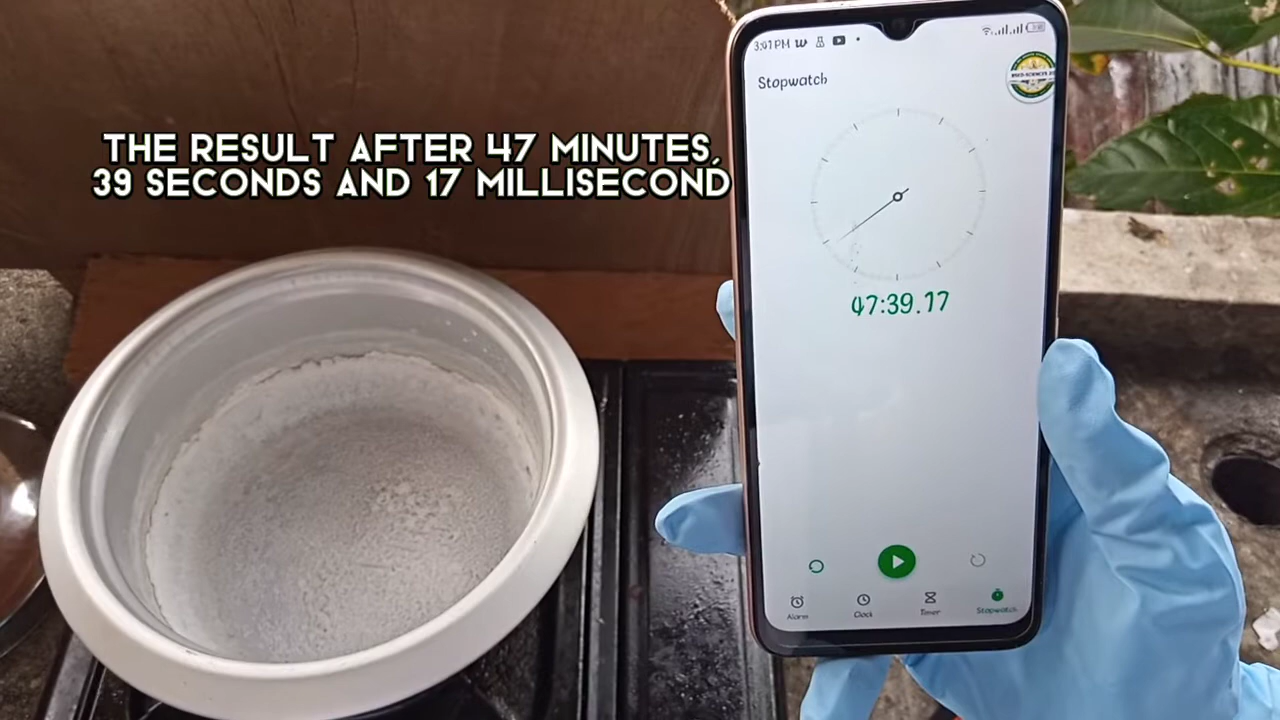 THE RESULT AFTER 47 MINUTES,
39 SECONDS AND 17 MILLISECOND
3:01 PM
Stopwatch
47:39.17
Alarm
Clock
Timer
Stopwatch